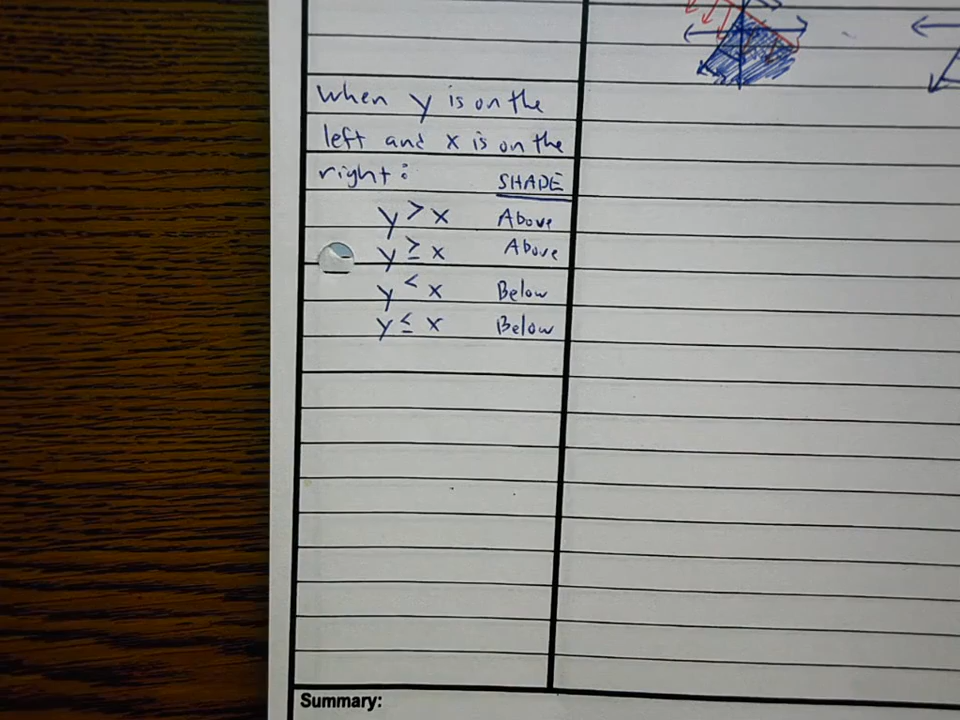 when y is on the
left and x is on the
right:   SHADE
y > x   Above
y ≥ x   Above
y < x   Below
y ≤ x   Below
Summary: